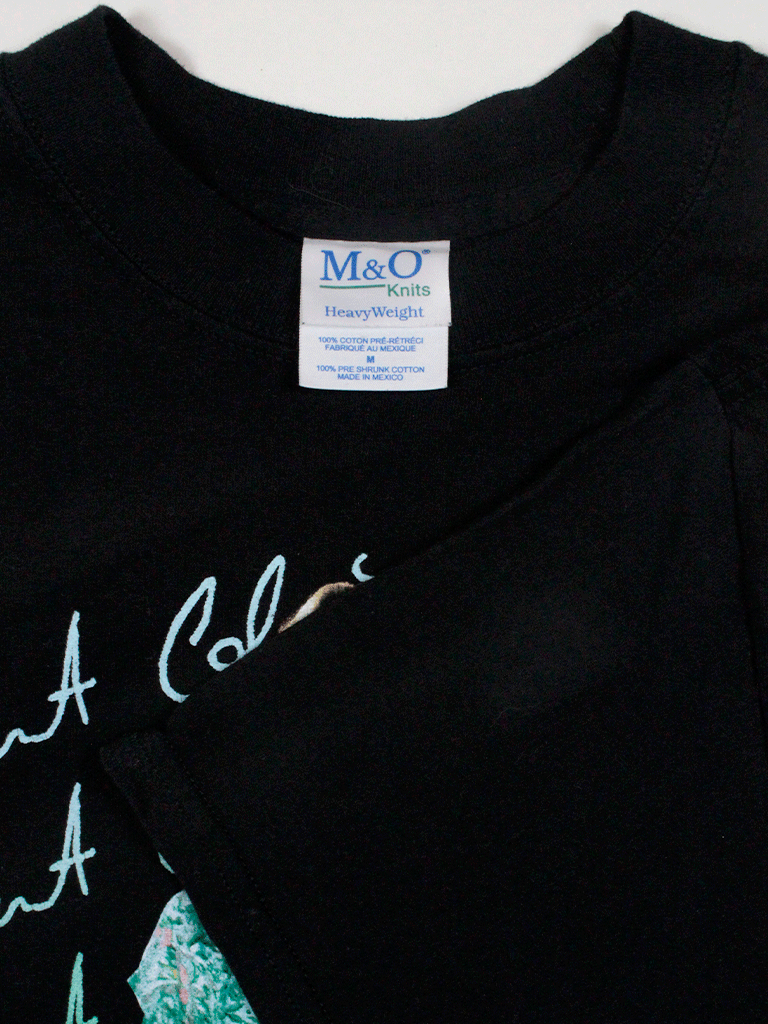 M&O®
Knits
HeavyWeight
100% COTON PRÉ-RÉTRÉCI
FABRIQUÉ AU MEXIQUE
M
100% PRE SHRUNK COTTON
MADE IN MEXICO